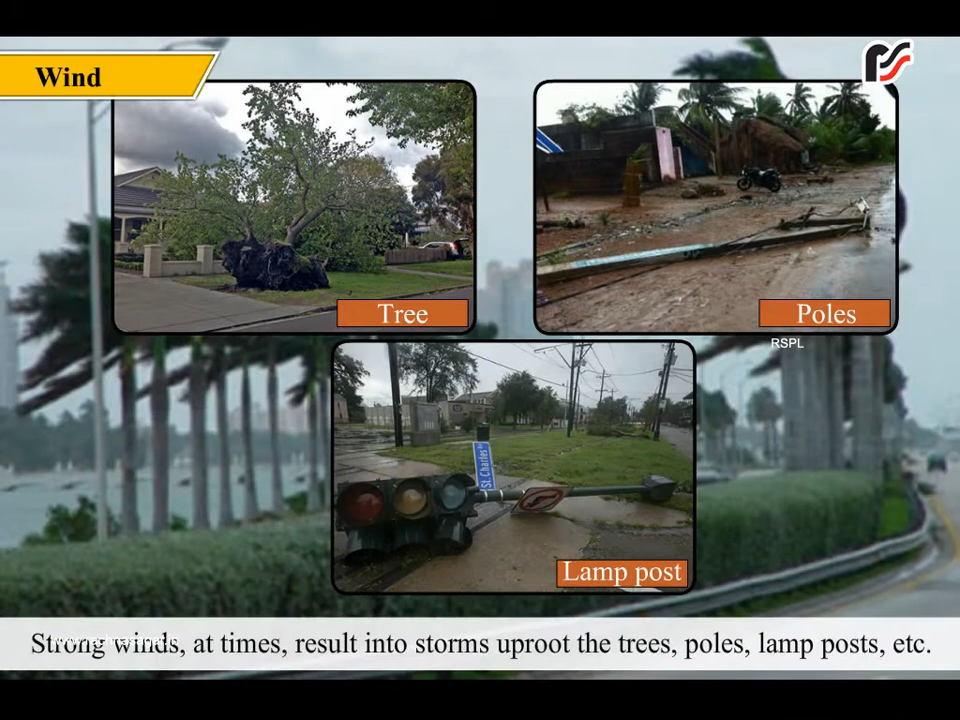 Wind
Tree
Poles
RSPL
St. Charles
Lamp post
Strong winds, at times, result into storms uproot the trees, poles, lamp posts, etc.